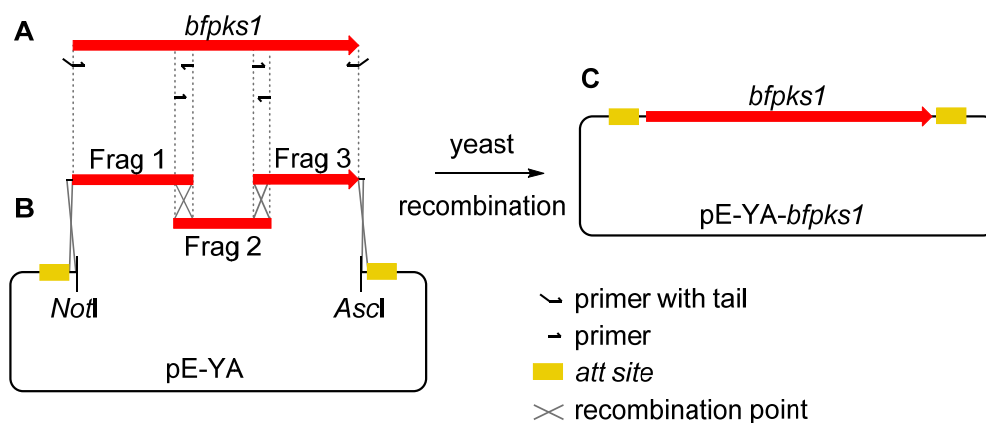 A
bfpks1
Frag 1
Frag 3
B
Frag 2
NotI
AscI
pE-YA
yeast
recombination
C
bfpks1
pE-YA-bfpks1
primer with tail
primer
att site
recombination point